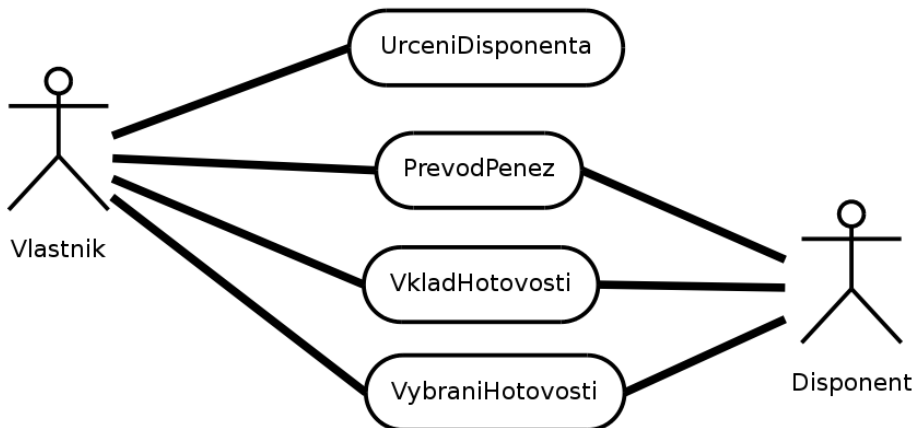 UrceniDisponenta
PrevodPenez
Vlastnik
VkladHotovosti
VybraniHotovosti
Disponent